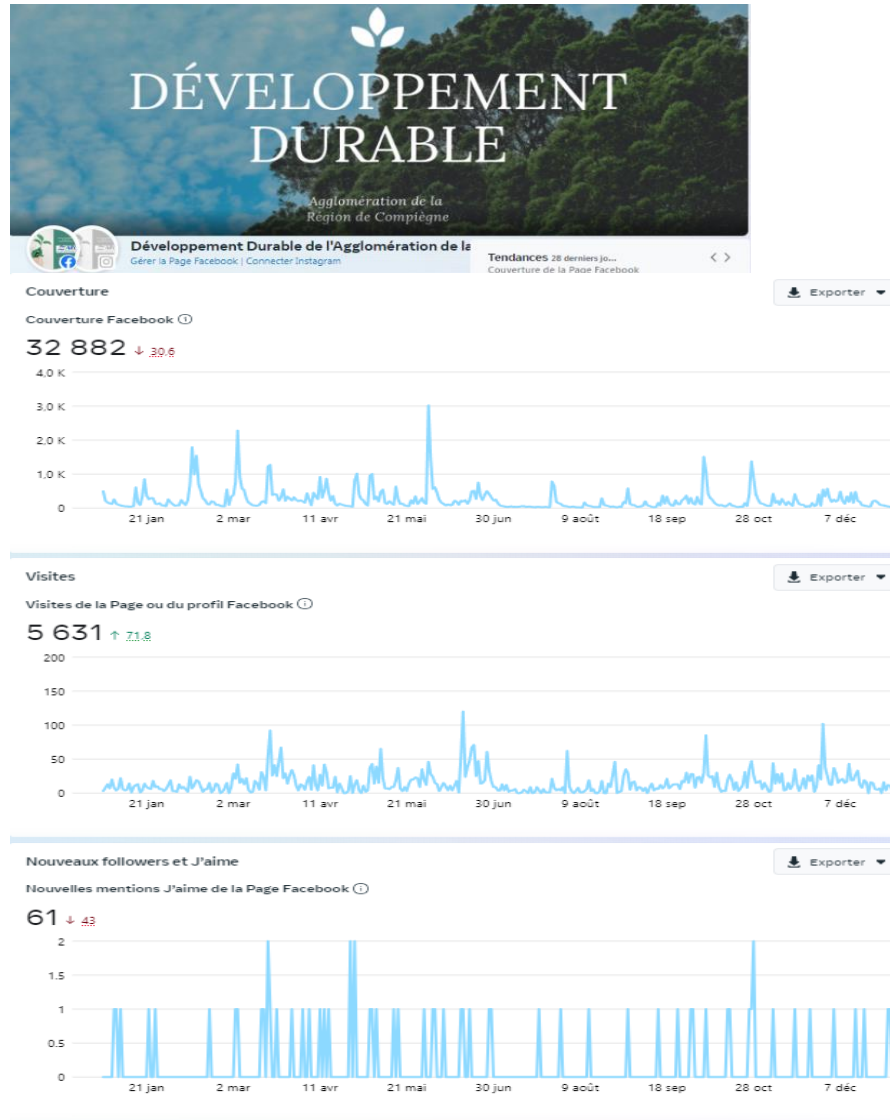 DÉVELOPPEMENT
DURABLE
Agglomération de la
Région de Compiègne
Développement Durable de l'Agglomération de la
Gérer la Page Facebook | Connecter Instagram
Tendances 28 derniers jo...
Couverture de la Page Facebook
Couverture
Exporter
Couverture Facebook
32 882 ↓ 30,6
4,0 K
3,0 K
2,0 K
1,0 K
0
21 jan 2 mar 11 avr 21 mai 30 jun 9 août 18 sep 28 oct 7 déc
Visites
Exporter
Visites de la Page ou du profil Facebook
5 631 ↑ 71,8
200
150
100
50
0
21 jan 2 mar 11 avr 21 mai 30 jun 9 août 18 sep 28 oct 7 déc
Nouveaux followers et J'aime
Exporter
Nouvelles mentions J'aime de la Page Facebook
61 ↓ 43
2
1.5
1
0.5
0
21 jan 2 mar 11 avr 21 mai 30 jun 9 août 18 sep 28 oct 7 déc